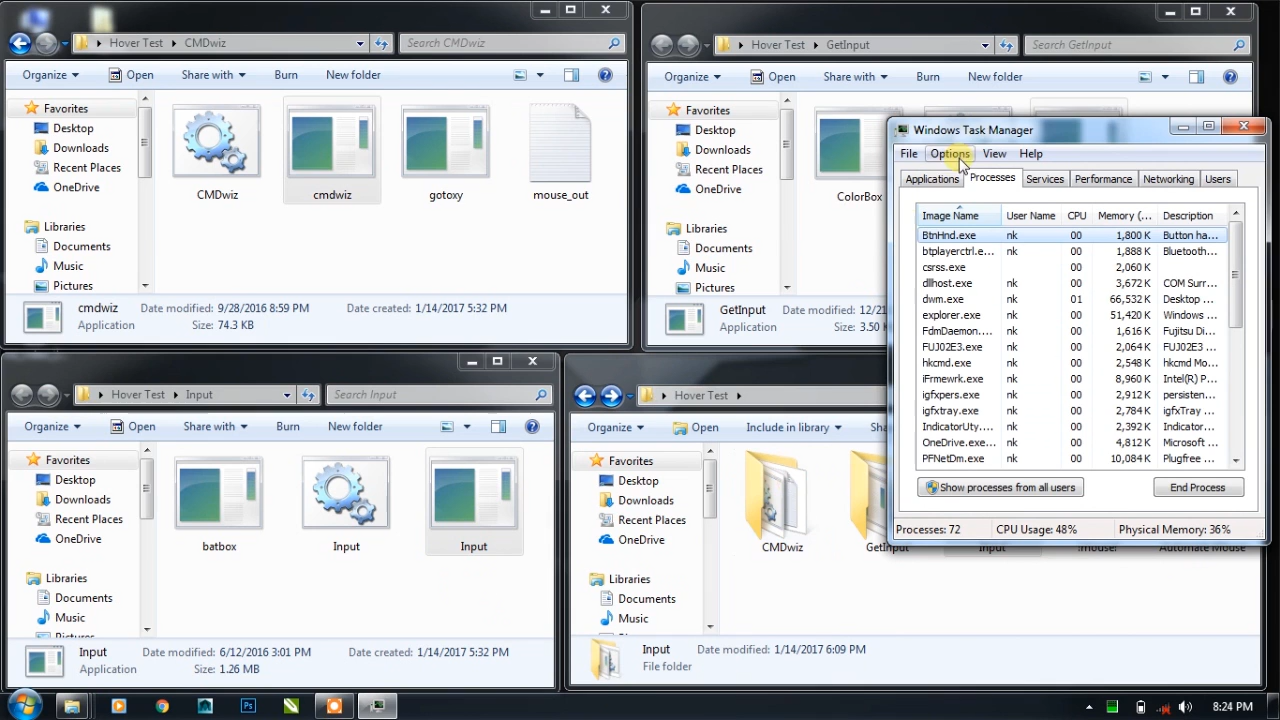 Hover Test CMDwiz
Search CMDwiz
Organize Open Share with Burn New folder
Favorites
Desktop
Downloads
Recent Places
OneDrive
Libraries
Documents
Music
Pictures
CMDwiz cmdwiz gotoxy mouse_out
cmdwiz Date modified: 9/28/2016 8:59 PM Date created: 1/14/2017 5:32 PM
Application Size: 74.3 KB
Hover Test GetInput
Search GetInput
Organize Open Share with Burn New folder
Favorites
Desktop
Downloads
Recent Places
OneDrive
Libraries
Documents
Music
Pictures
ColorBox
GetInput Date modified: 12/21
Application Size: 3.50
Windows Task Manager
File Options View Help
Applications Processes Services Performance Networking Users
Image Name User Name CPU Memory (... Description
BtnHnd.exe nk 00 1,800 K Button ha...
btplayerctrl.e... nk 00 1,888 K Bluetooth...
csrss.exe 00 2,060 K
dllhost.exe nk 00 3,672 K COM Surr...
dwm.exe nk 01 66,532 K Desktop ...
explorer.exe nk 00 51,420 K Windows ...
FdmDaemon.... nk 00 1,616 K Fujitsu Di...
FUJ02E3.exe nk 00 2,064 K FUJ02E3 ...
hkcmd.exe nk 00 2,548 K hkcmd Mo...
iFrmewrk.exe nk 00 8,960 K Intel(R) P...
igfxpers.exe nk 00 2,912 K persisten...
igfxtray.exe nk 00 2,784 K igfxTray ...
IndicatorUty.... nk 00 2,392 K Indicator...
OneDrive.exe... nk 00 4,812 K Microsoft ...
PFNetDm.exe nk 00 10,084 K Plugfree ...
Show processes from all users End Process
Processes: 72 CPU Usage: 48% Physical Memory: 36%
Hover Test Input
Search Input
Organize Open Share with Burn New folder
Favorites
Desktop
Downloads
Recent Places
OneDrive
Libraries
Documents
Music
batbox Input Input
Input Date modified: 6/12/2016 3:01 PM Date created: 1/14/2017 5:32 PM
Application Size: 1.26 MB
Hover Test
Organize Open Include in library Sha
Favorites
Desktop
Downloads
Recent Places
OneDrive
Libraries
Documents
Music
CMDwiz GetInput Input Automate Mouse
Input Date modified: 1/14/2017 6:09 PM
File folder
8:24 PM